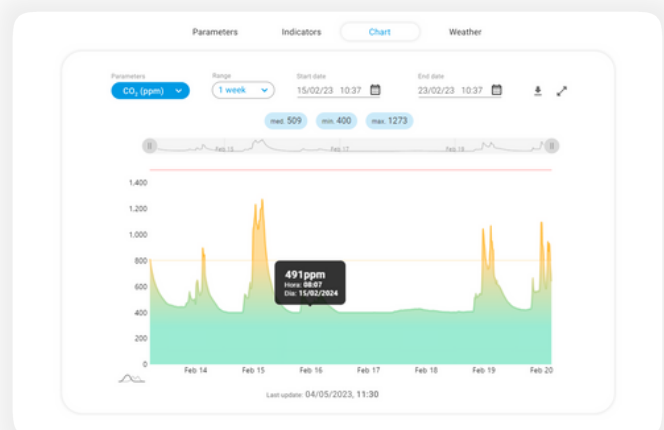 Parameters Indicators Chart Weather
Parameters Range Start date End date
CO₂ (ppm) 1 week 15/02/23 10:37 23/02/23 10:37
med. 509 min. 400 max. 1273
Feb 15 Feb 17 Feb 18
1.400
1.200
1.000
800
600
400
200
0
491ppm
Hora: 08:07
Dia: 15/02/2024
Feb 14 Feb 15 Feb 16 Feb 17 Feb 18 Feb 19 Feb 20
Last update: 04/05/2023, 11:30